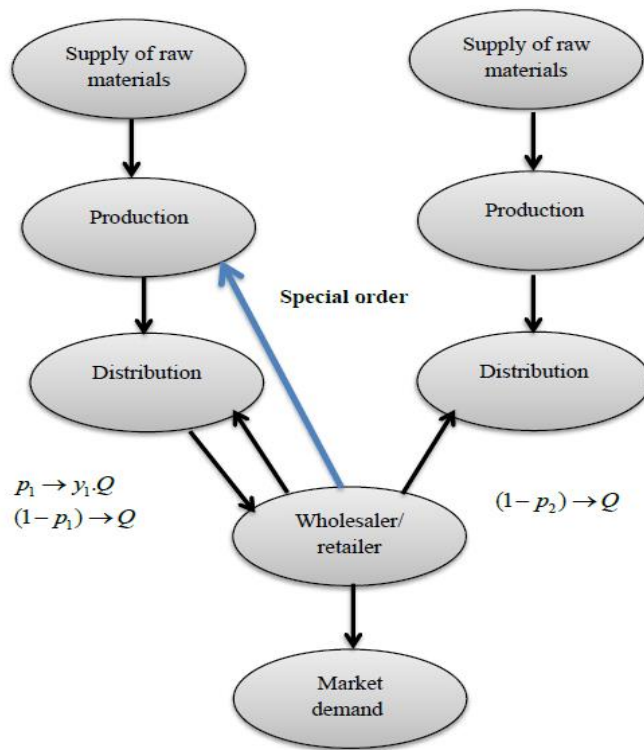 Supply of raw
materials
Supply of raw
materials
Production
Production
Special order
Distribution
Distribution
p₁ → y₁.Q
(1− p₁) → Q
(1− p₂) → Q
Wholesaler/
retailer
Market
demand